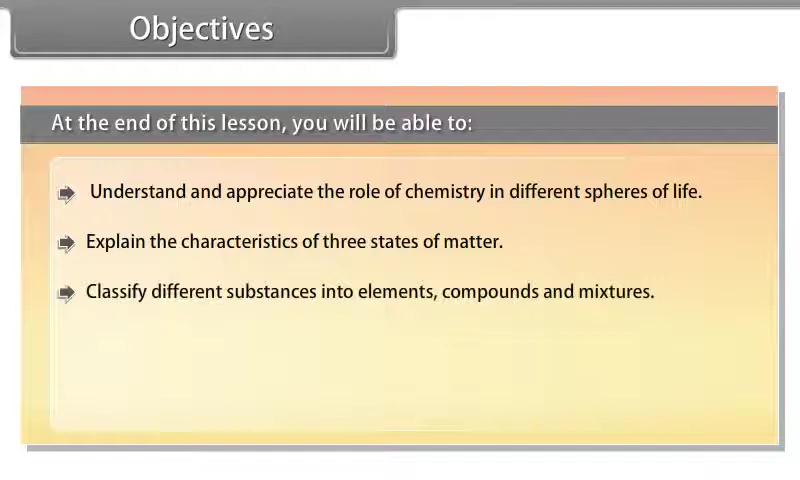 Objectives
At the end of this lesson, you will be able to:
Understand and appreciate the role of chemistry in different spheres of life.
Explain the characteristics of three states of matter.
Classify different substances into elements, compounds and mixtures.